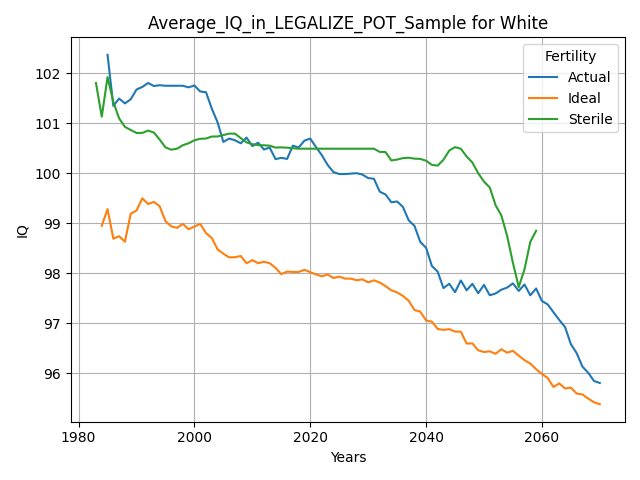 Average_IQ_in_LEGALIZE_POT_Sample for White
Fertility
Actual
Ideal
Sterile
102
101
100
99
98
97
96
IQ
1980
2000
2020
2040
2060
Years